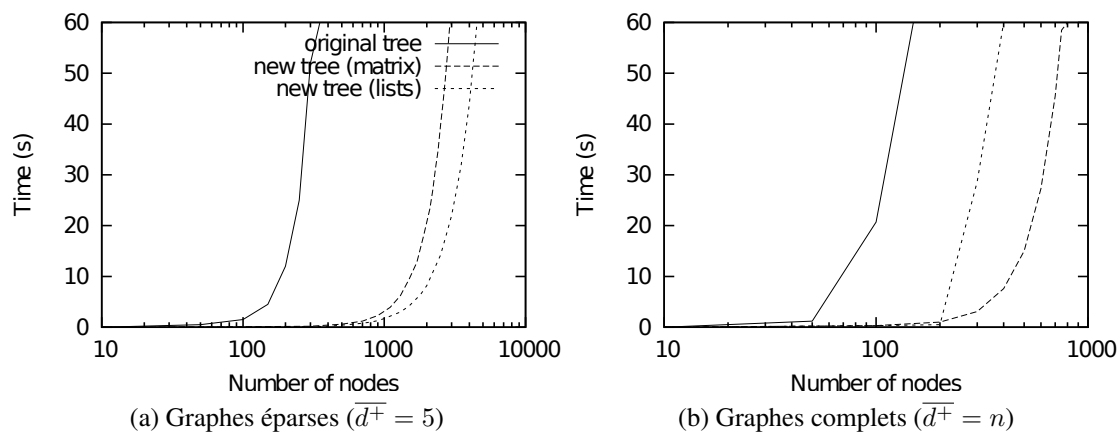 60
50
40
30
20
10
0
Time (s)
original tree
new tree (matrix)
new tree (lists)
10
100
1000
10000
Number of nodes
(a) Graphes éparses ($\overline{d^+} = 5$)
60
50
40
30
20
10
0
Time (s)
10
100
1000
Number of nodes
(b) Graphes complets ($\overline{d^+} = n$)